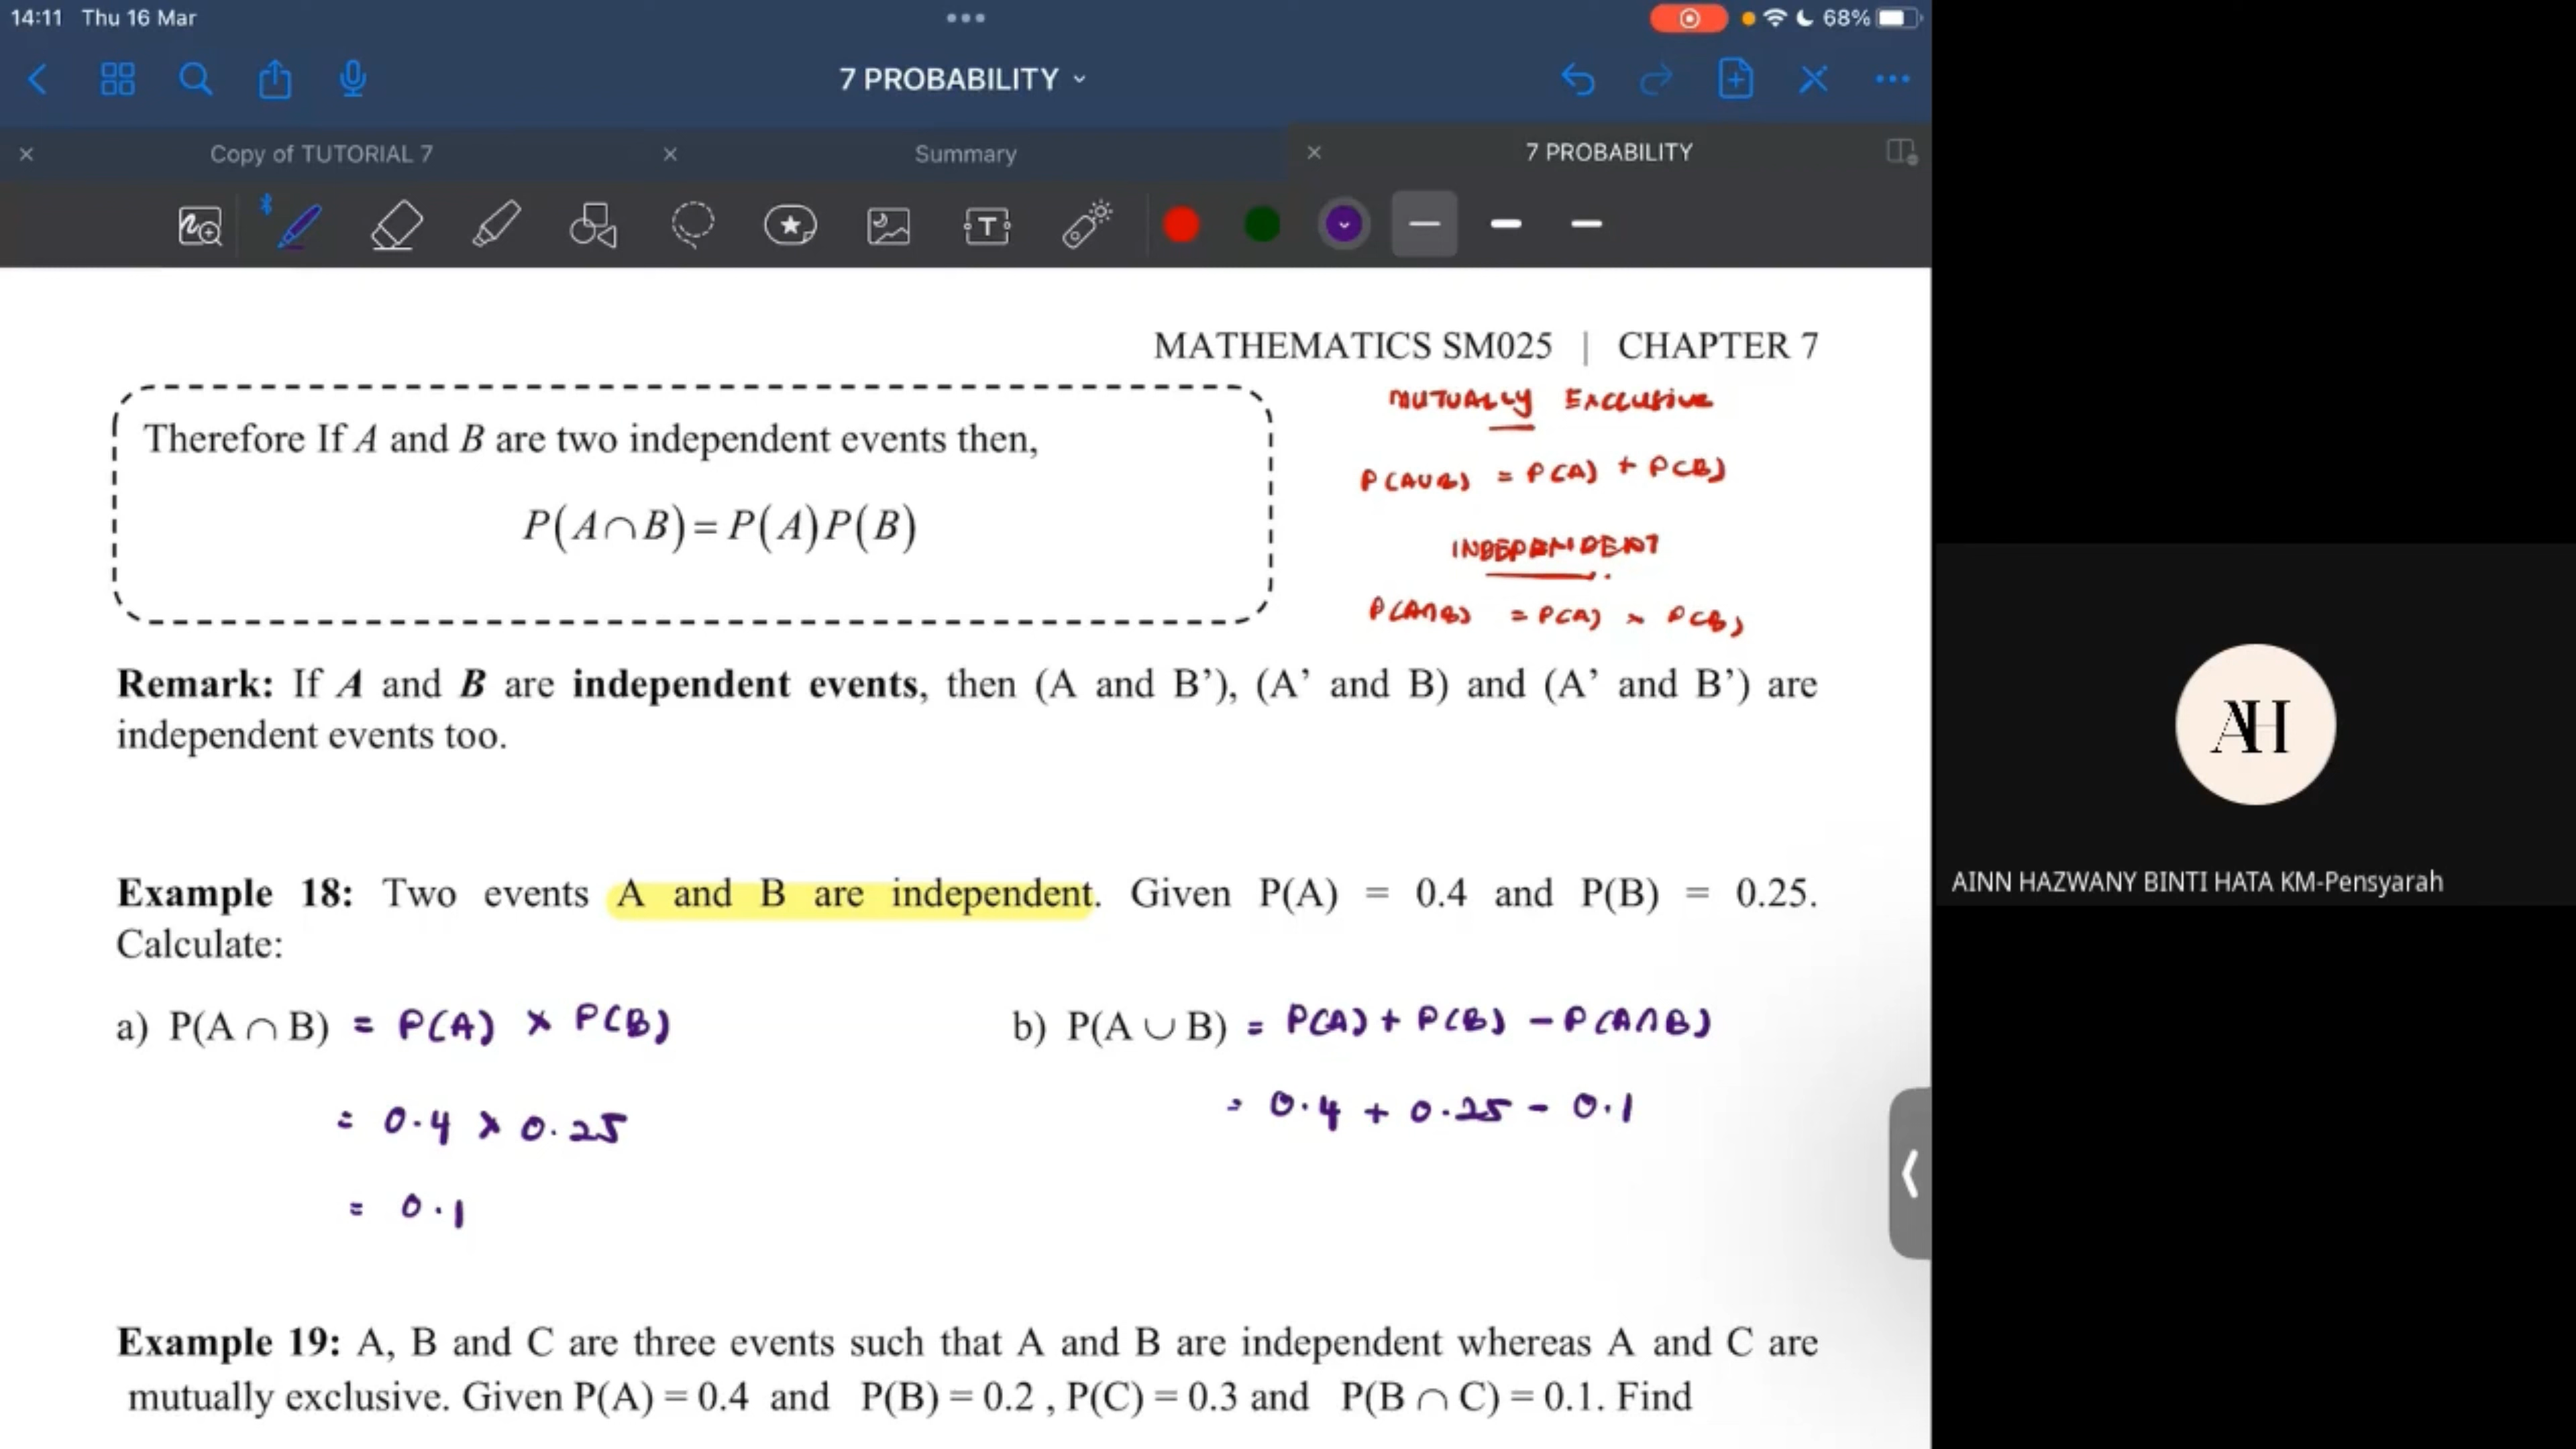 14:11 Thu 16 Mar
68%
7 PROBABILITY
Copy of TUTORIAL 7
Summary
7 PROBABILITY
MATHEMATICS SM025 | CHAPTER 7
MUTUALLY EXCLUSIVE
P(A∪B) = P(A) + P(B)
INDEPENDENT
P(A∩B) = P(A) × P(B)
Therefore If A and B are two independent events then,
P(A∩B)=P(A)P(B)
Remark: If A and B are independent events, then (A and B’), (A’ and B) and (A’ and B’) are
independent events too.
Example 18: Two events A and B are independent. Given P(A) = 0.4 and P(B) = 0.25.
Calculate:
a) P(A ∩ B) = P(A) × P(B)
= 0.4 × 0.25
= 0.1
b) P(A ∪ B) = P(A) + P(B) - P(A∩B)
= 0.4 + 0.25 - 0.1
Example 19: A, B and C are three events such that A and B are independent whereas A and C are
mutually exclusive. Given P(A) = 0.4 and P(B) = 0.2 , P(C) = 0.3 and P(B ∩ C) = 0.1. Find
AH
AINN HAZWANY BINTI HATA KM-Pensyarah